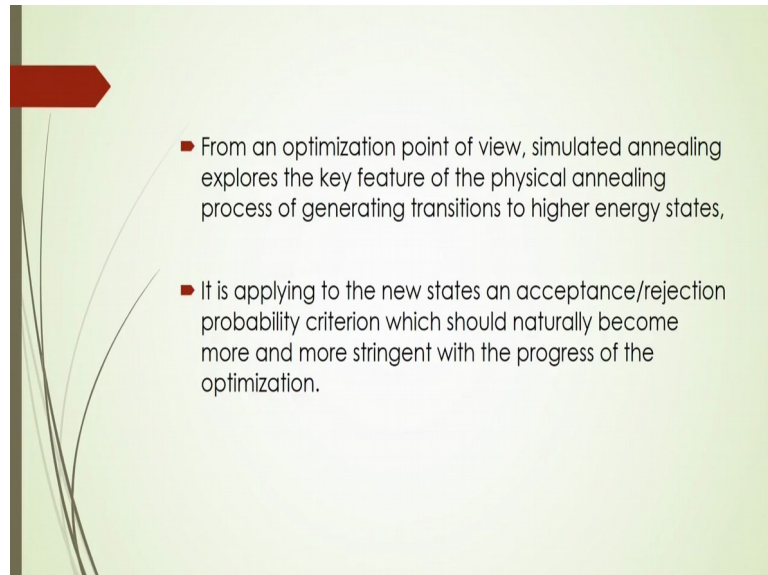 From an optimization point of view, simulated annealing
explores the key feature of the physical annealing
process of generating transitions to higher energy states,
It is applying to the new states an acceptance/rejection
probability criterion which should naturally become
more and more stringent with the progress of the
optimization.